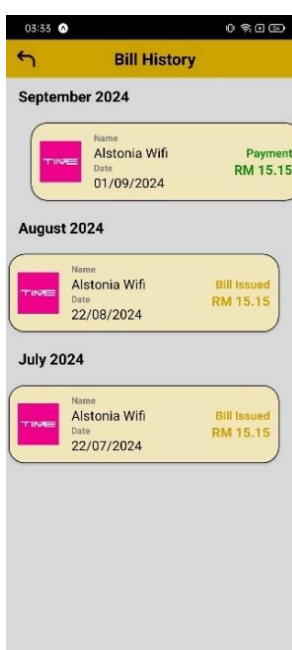 03:33
Bill History
September 2024
TIME
Name
Alstonia Wifi
Date
01/09/2024
Payment
RM 15.15
August 2024
TIME
Name
Alstonia Wifi
Date
22/08/2024
Bill Issued
RM 15.15
July 2024
TIME
Name
Alstonia Wifi
Date
22/07/2024
Bill Issued
RM 15.15